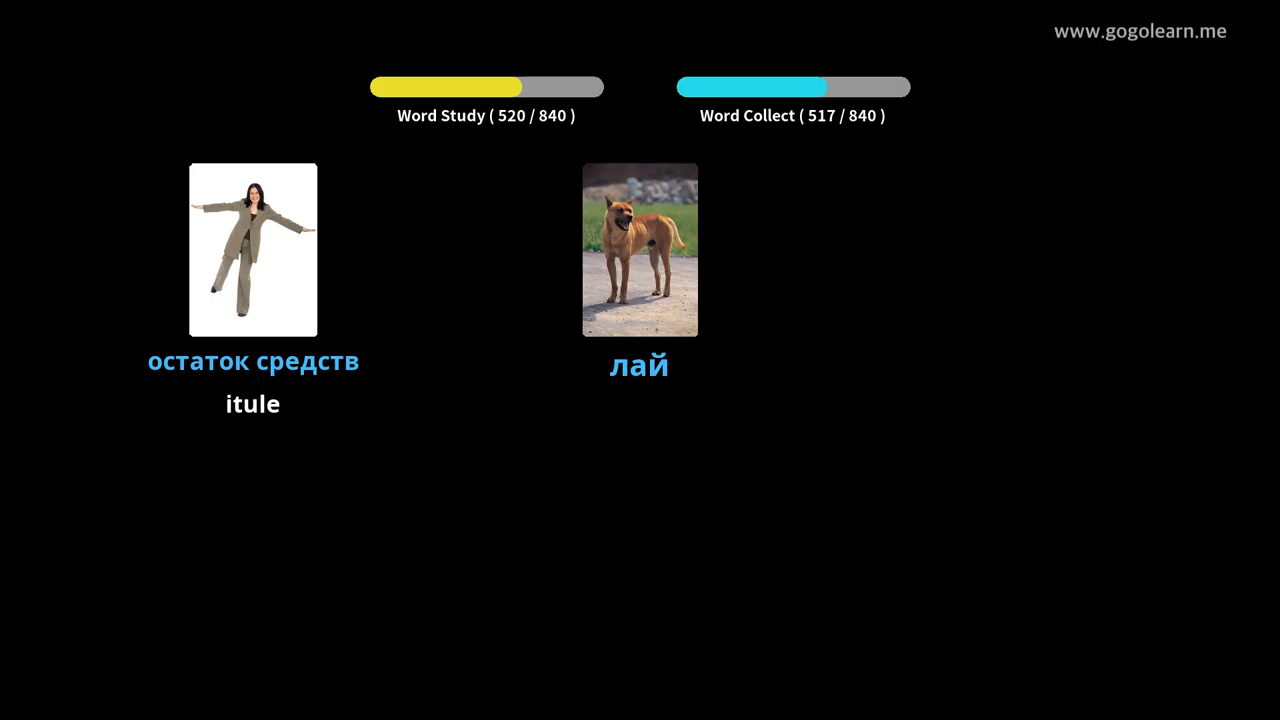 www.gogolearn.me
Word Study ( 520 / 840 )
Word Collect ( 517 / 840 )
остаток средств
itule
лай